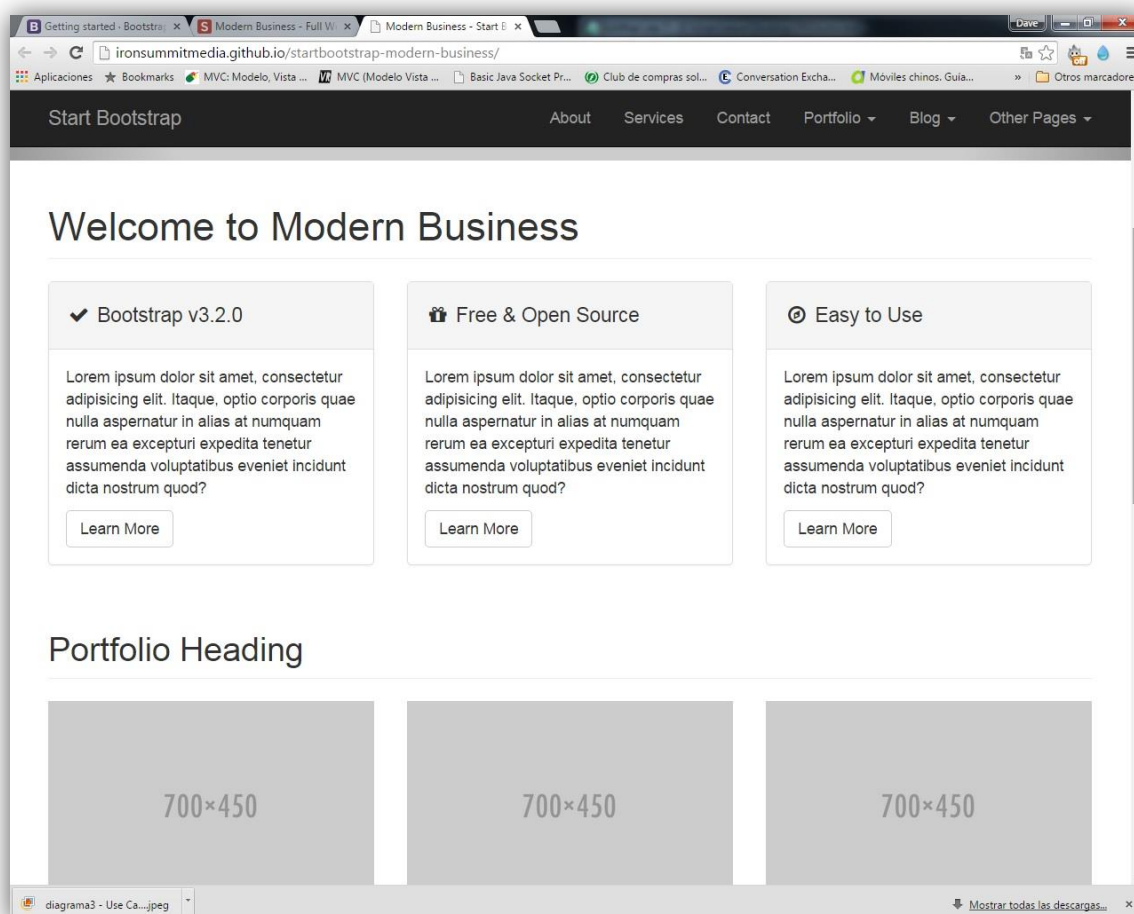 Getting started · Bootstrap
Modern Business - Full Wi
Modern Business - Start B
Dave
ironsummitmedia.github.io/startbootstrap-modern-business/
off
Aplicaciones
Bookmarks
MVC: Modelo, Vista ...
MVC (Modelo Vista ...
Basic Java Socket Pr...
Club de compras sol...
Conversation Excha...
Móviles chinos. Guía...
»
Otros marcadore
Start Bootstrap
About
Services
Contact
Portfolio
Blog
Other Pages
Welcome to Modern Business
Bootstrap v3.2.0
Lorem ipsum dolor sit amet, consectetur
adipisicing elit. Itaque, optio corporis quae
nulla aspernatur in alias at numquam
rerum ea excepturi expedita tenetur
assumenda voluptatibus eveniet incidunt
dicta nostrum quod?
Learn More
Free & Open Source
Lorem ipsum dolor sit amet, consectetur
adipisicing elit. Itaque, optio corporis quae
nulla aspernatur in alias at numquam
rerum ea excepturi expedita tenetur
assumenda voluptatibus eveniet incidunt
dicta nostrum quod?
Learn More
Easy to Use
Lorem ipsum dolor sit amet, consectetur
adipisicing elit. Itaque, optio corporis quae
nulla aspernatur in alias at numquam
rerum ea excepturi expedita tenetur
assumenda voluptatibus eveniet incidunt
dicta nostrum quod?
Learn More
Portfolio Heading
700×450
700×450
700×450
diagrama3 - Use Ca....jpeg
Mostrar todas las descargas...